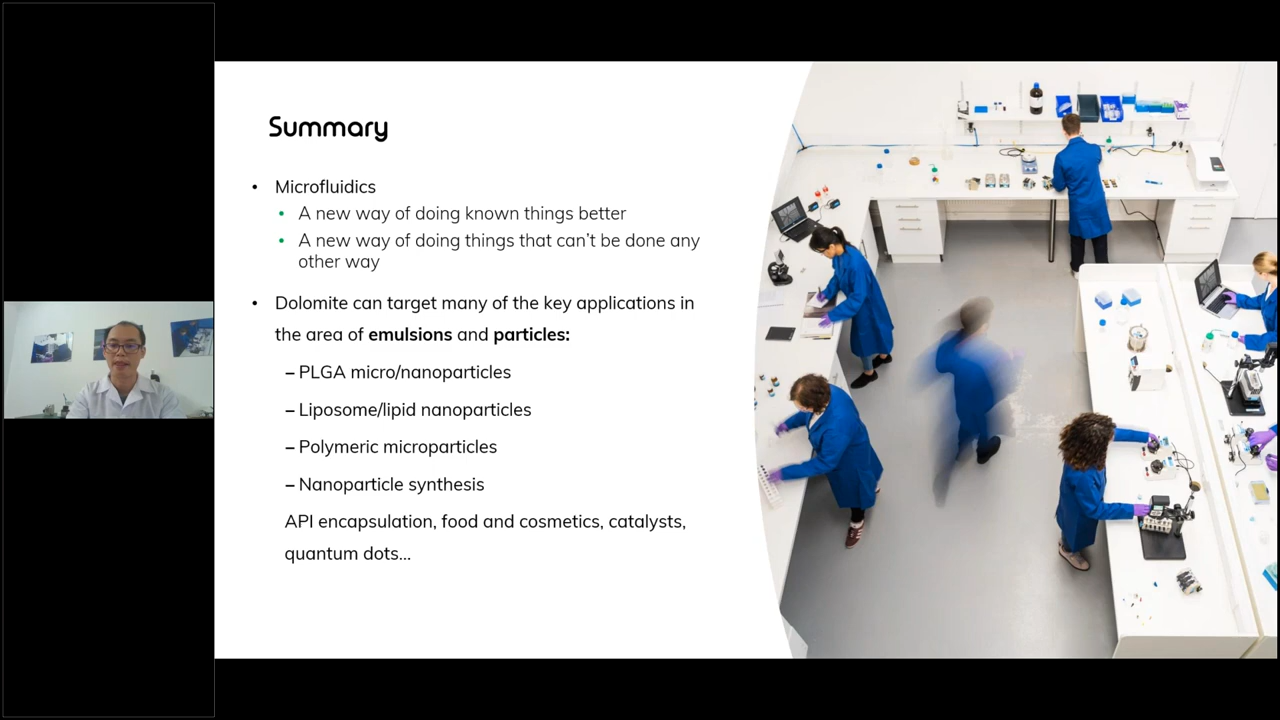 Summary
• Microfluidics
• A new way of doing known things better
• A new way of doing things that can’t be done any
other way
• Dolomite can target many of the key applications in
the area of emulsions and particles:
– PLGA micro/nanoparticles
– Liposome/lipid nanoparticles
– Polymeric microparticles
– Nanoparticle synthesis
API encapsulation, food and cosmetics, catalysts,
quantum dots...